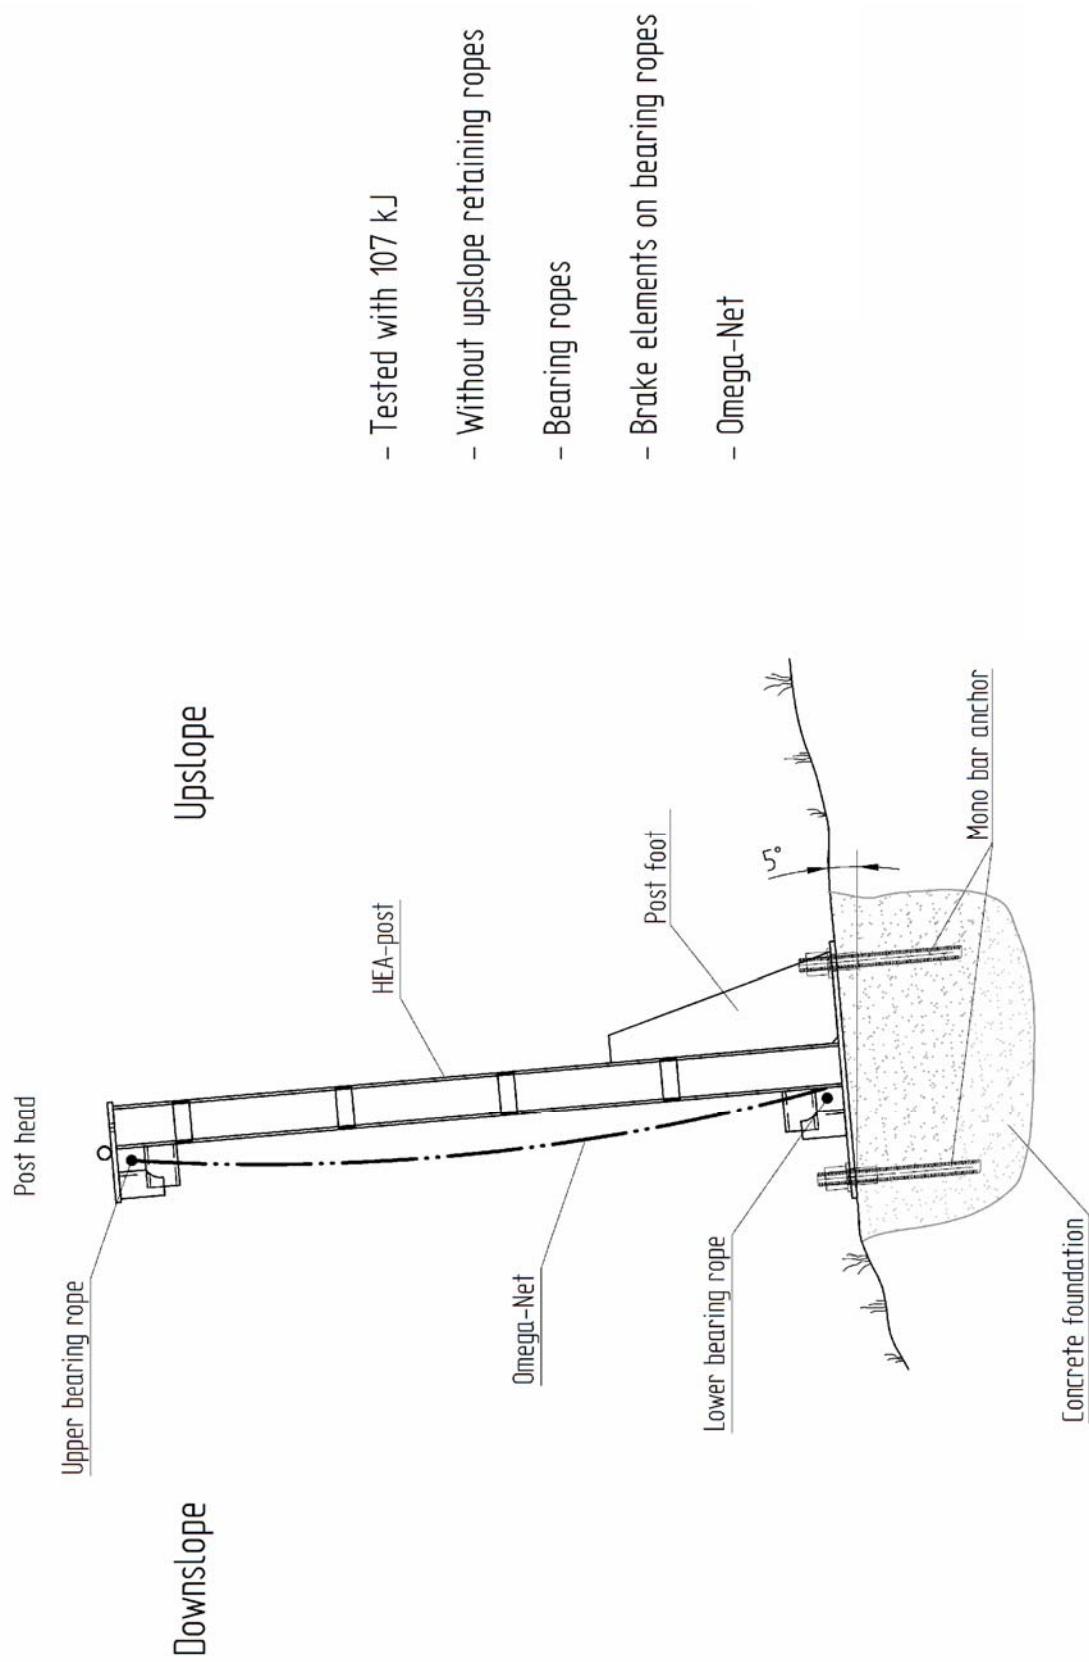 Post head
Downslope
Upslope
Upper bearing rope
HEA-post
Omega-Net
Post foot
Lower bearing rope
5°
Mono bar anchor
Concrete foundation
- Tested with 107 kJ
- Without upslope retaining ropes
- Bearing ropes
- Brake elements on bearing ropes
- Omega-Net